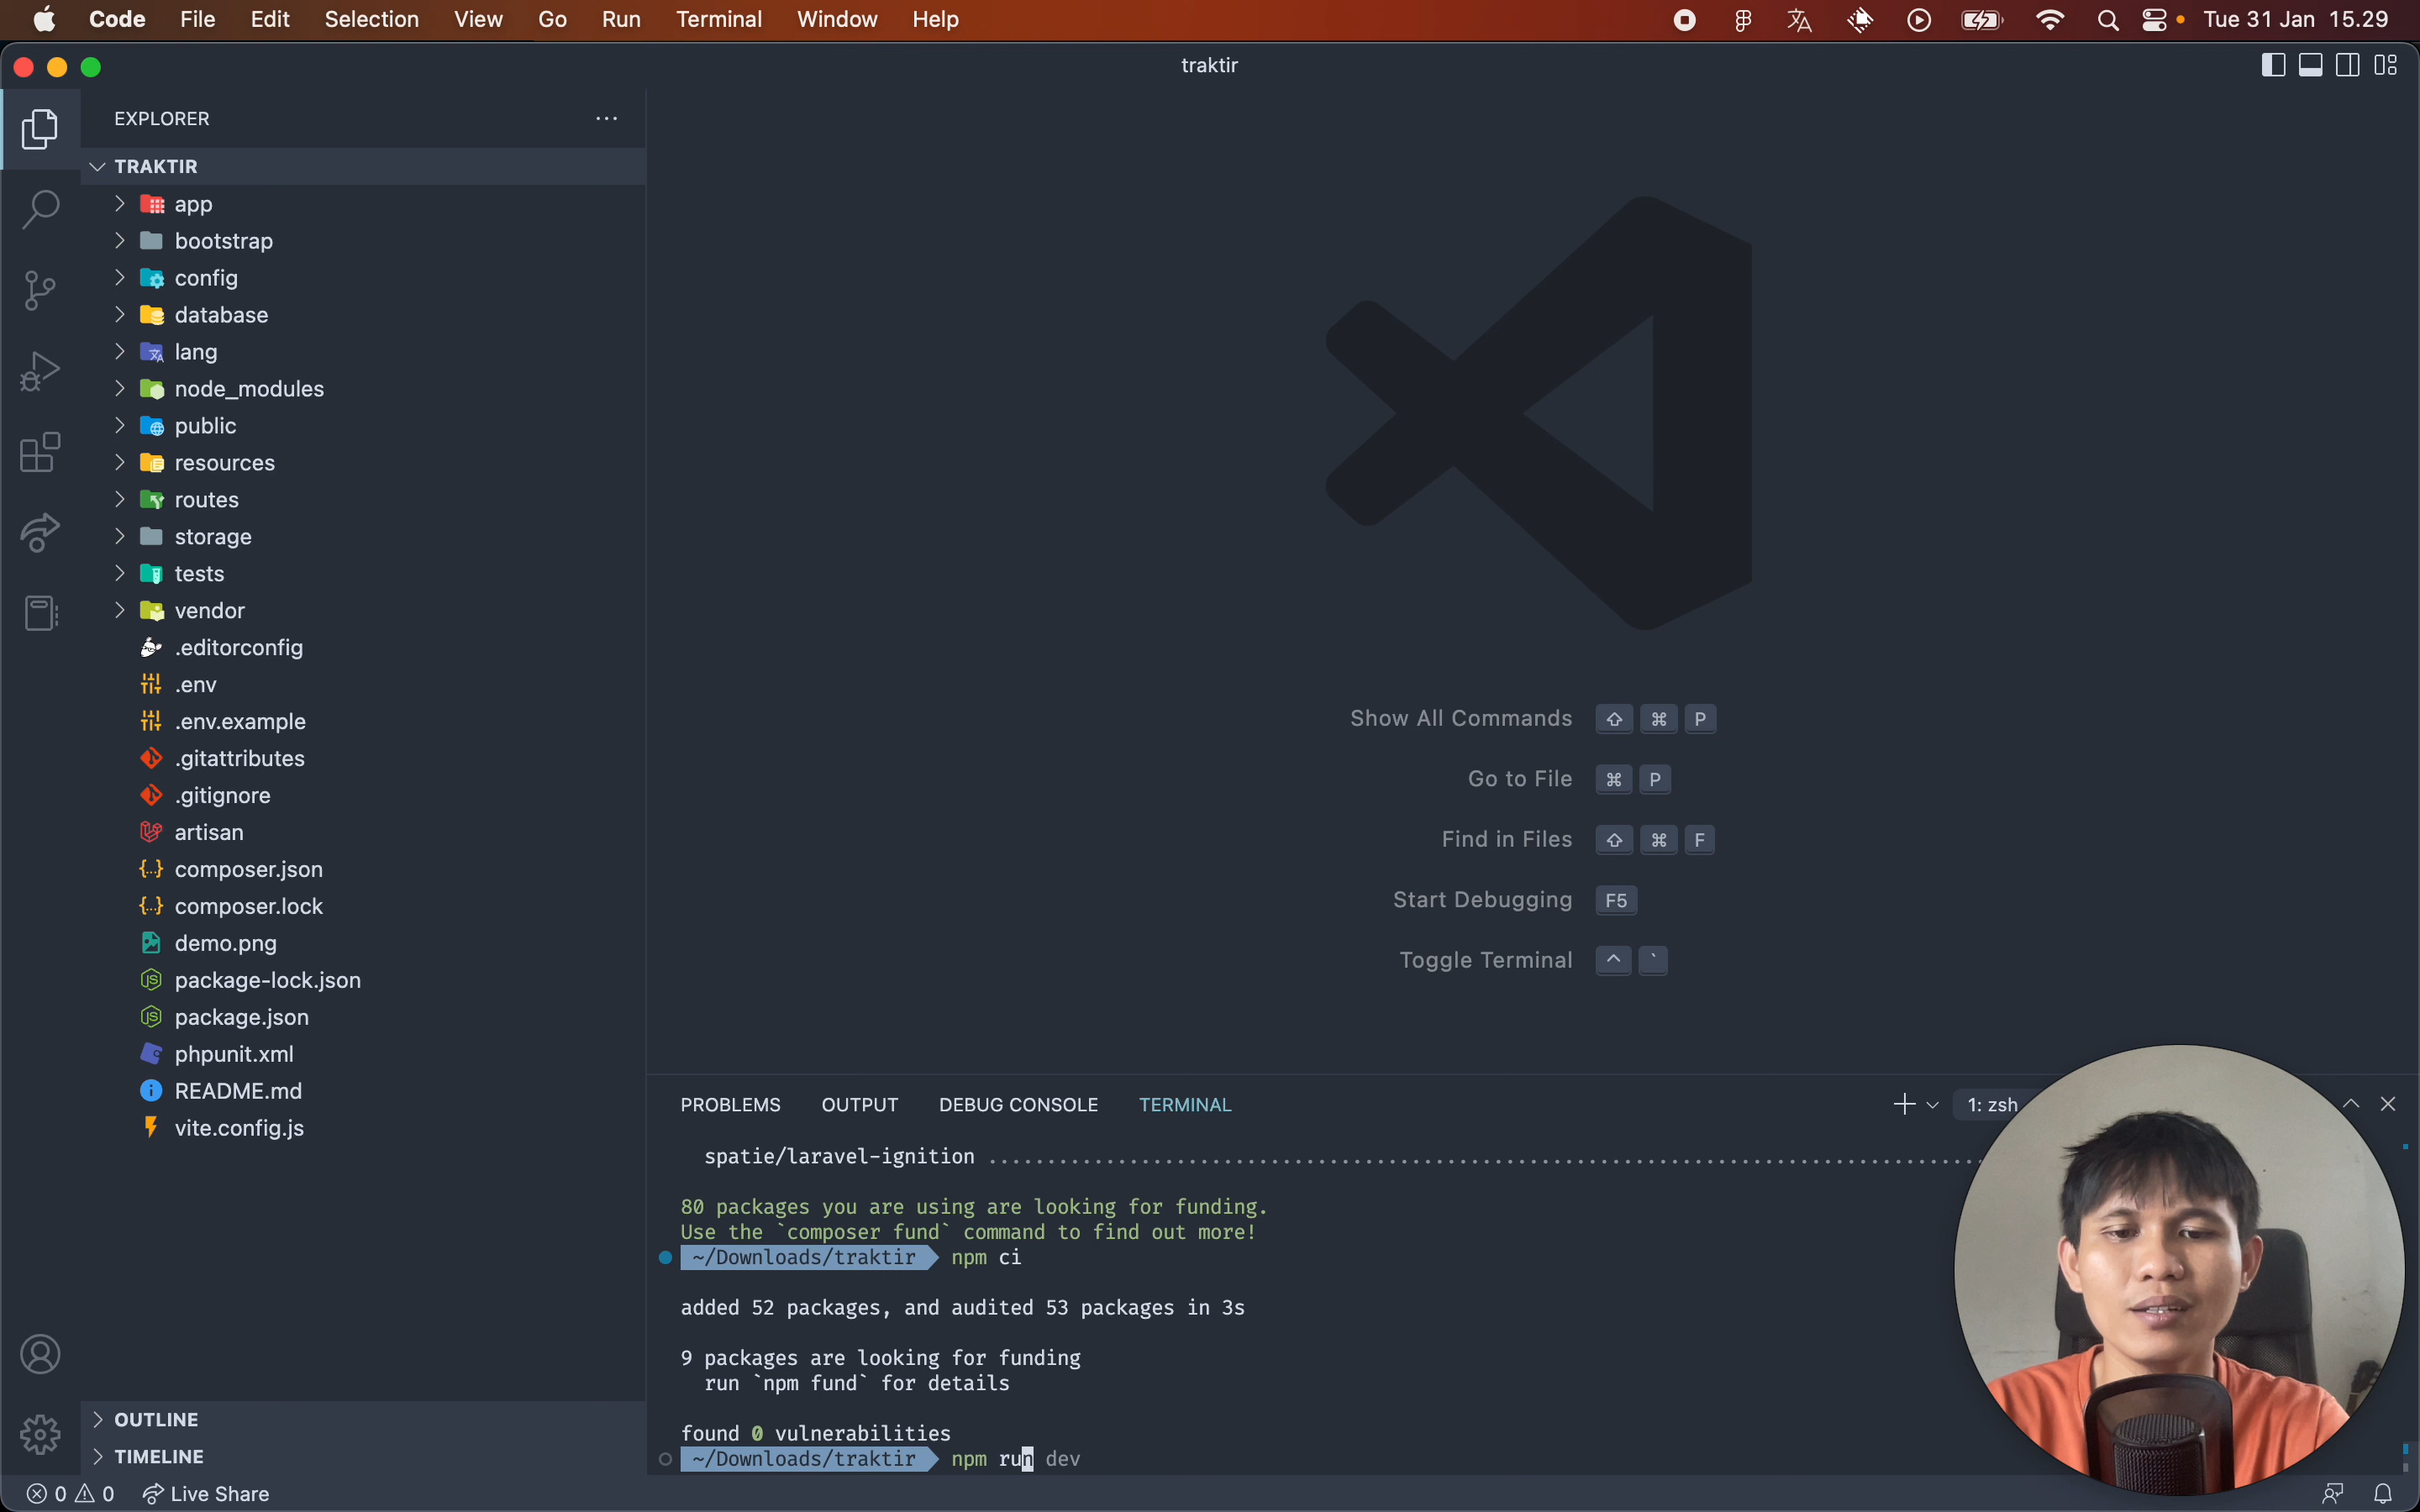 Code File Edit Selection View Go Run Terminal Window Help Tue 31 Jan 15.29
traktir
EXPLORER
TRAKTIR
app
bootstrap
config
database
lang
node_modules
public
resources
routes
storage
tests
vendor
.editorconfig
.env
.env.example
.gitattributes
.gitignore
artisan
composer.json
composer.lock
demo.png
package-lock.json
package.json
phpunit.xml
README.md
vite.config.js
OUTLINE
TIMELINE
Show All Commands ⇧ ⌘ P
Go to File ⌘ P
Find in Files ⇧ ⌘ F
Start Debugging F5
Toggle Terminal ^ `
PROBLEMS OUTPUT DEBUG CONSOLE TERMINAL 1: zsh
spatie/laravel-ignition ....................................................................................
80 packages you are using are looking for funding.
Use the `composer fund` command to find out more!
~/Downloads/traktir npm ci
added 52 packages, and audited 53 packages in 3s
9 packages are looking for funding
run `npm fund` for details
found 0 vulnerabilities
~/Downloads/traktir npm run dev
0 0 Live Share